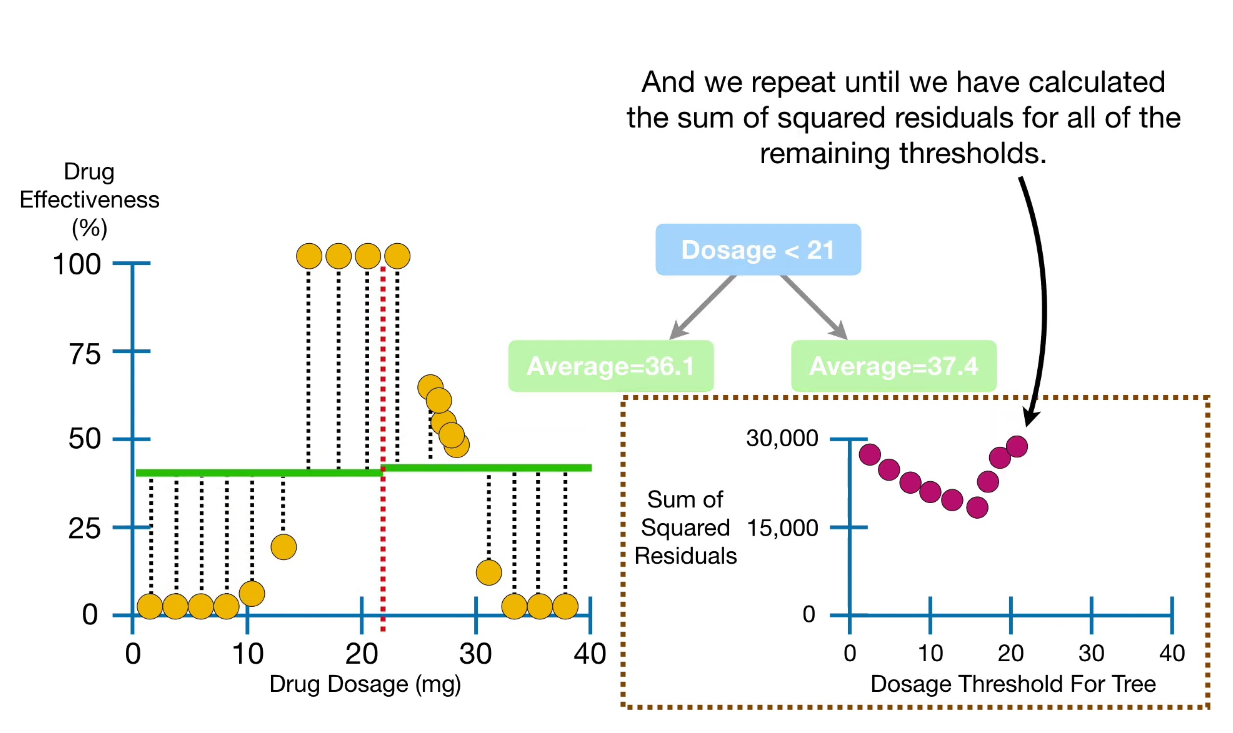 And we repeat until we have calculated
the sum of squared residuals for all of the
remaining thresholds.
Drug
Effectiveness
(%)
100
75
50
25
0
0
10
20
30
40
Drug Dosage (mg)
Dosage < 21
Average=36.1
Average=37.4
Sum of
Squared
Residuals
30,000
15,000
0
0
10
20
30
40
Dosage Threshold For Tree